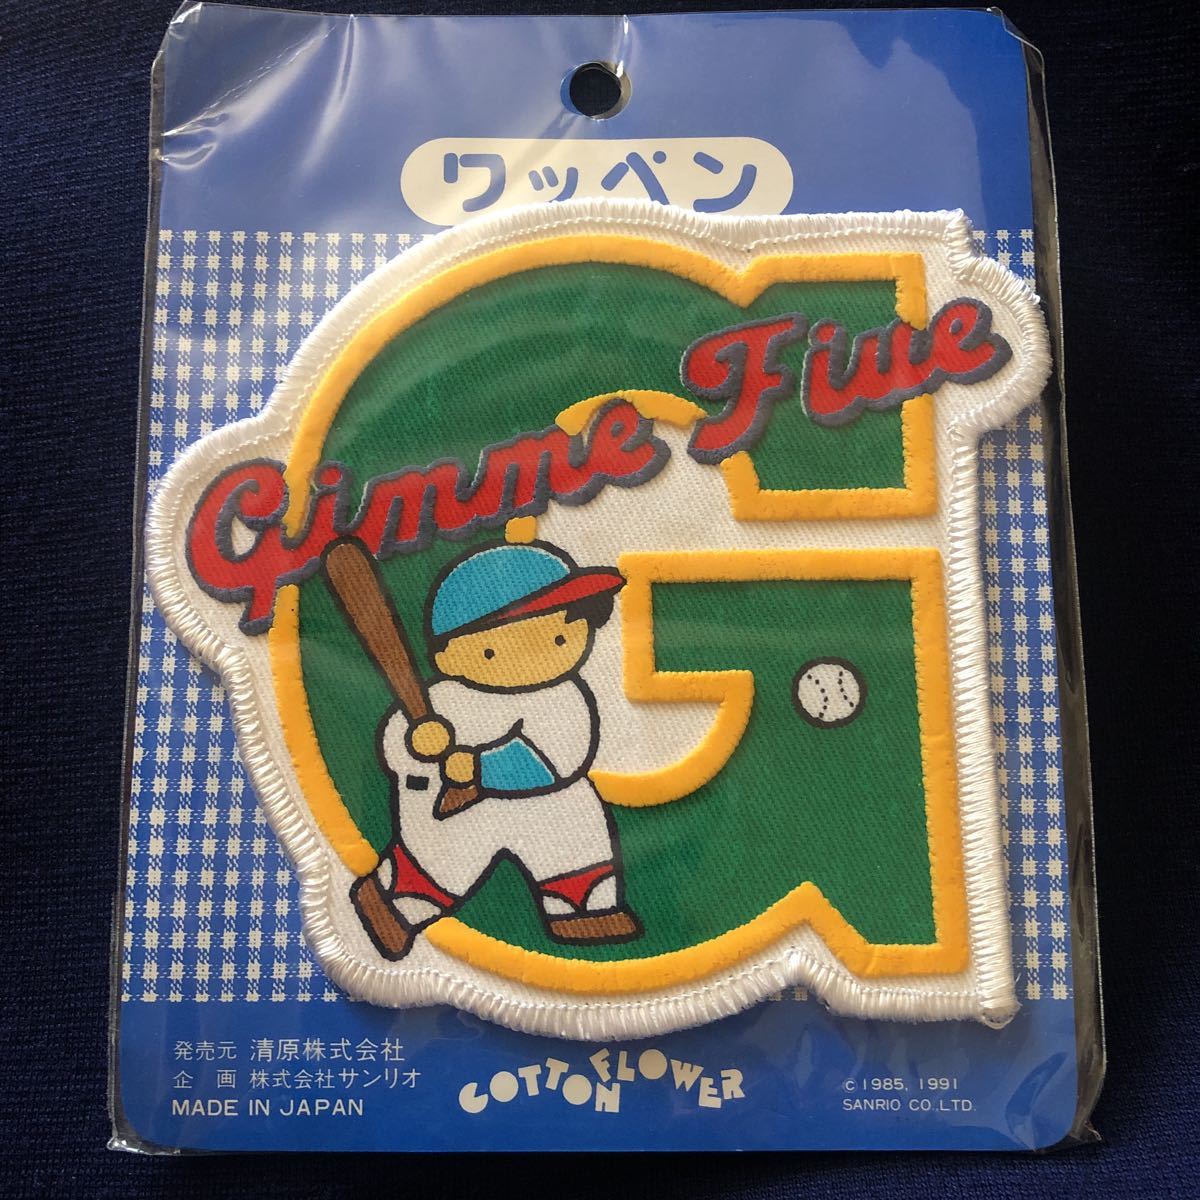 ワッペン
Gimme Five
G
発売元 清原株式会社
企 画 株式会社サンリオ
MADE IN JAPAN
COTTON FLOWER
© 1985, 1991
SANRIO CO.,LTD.